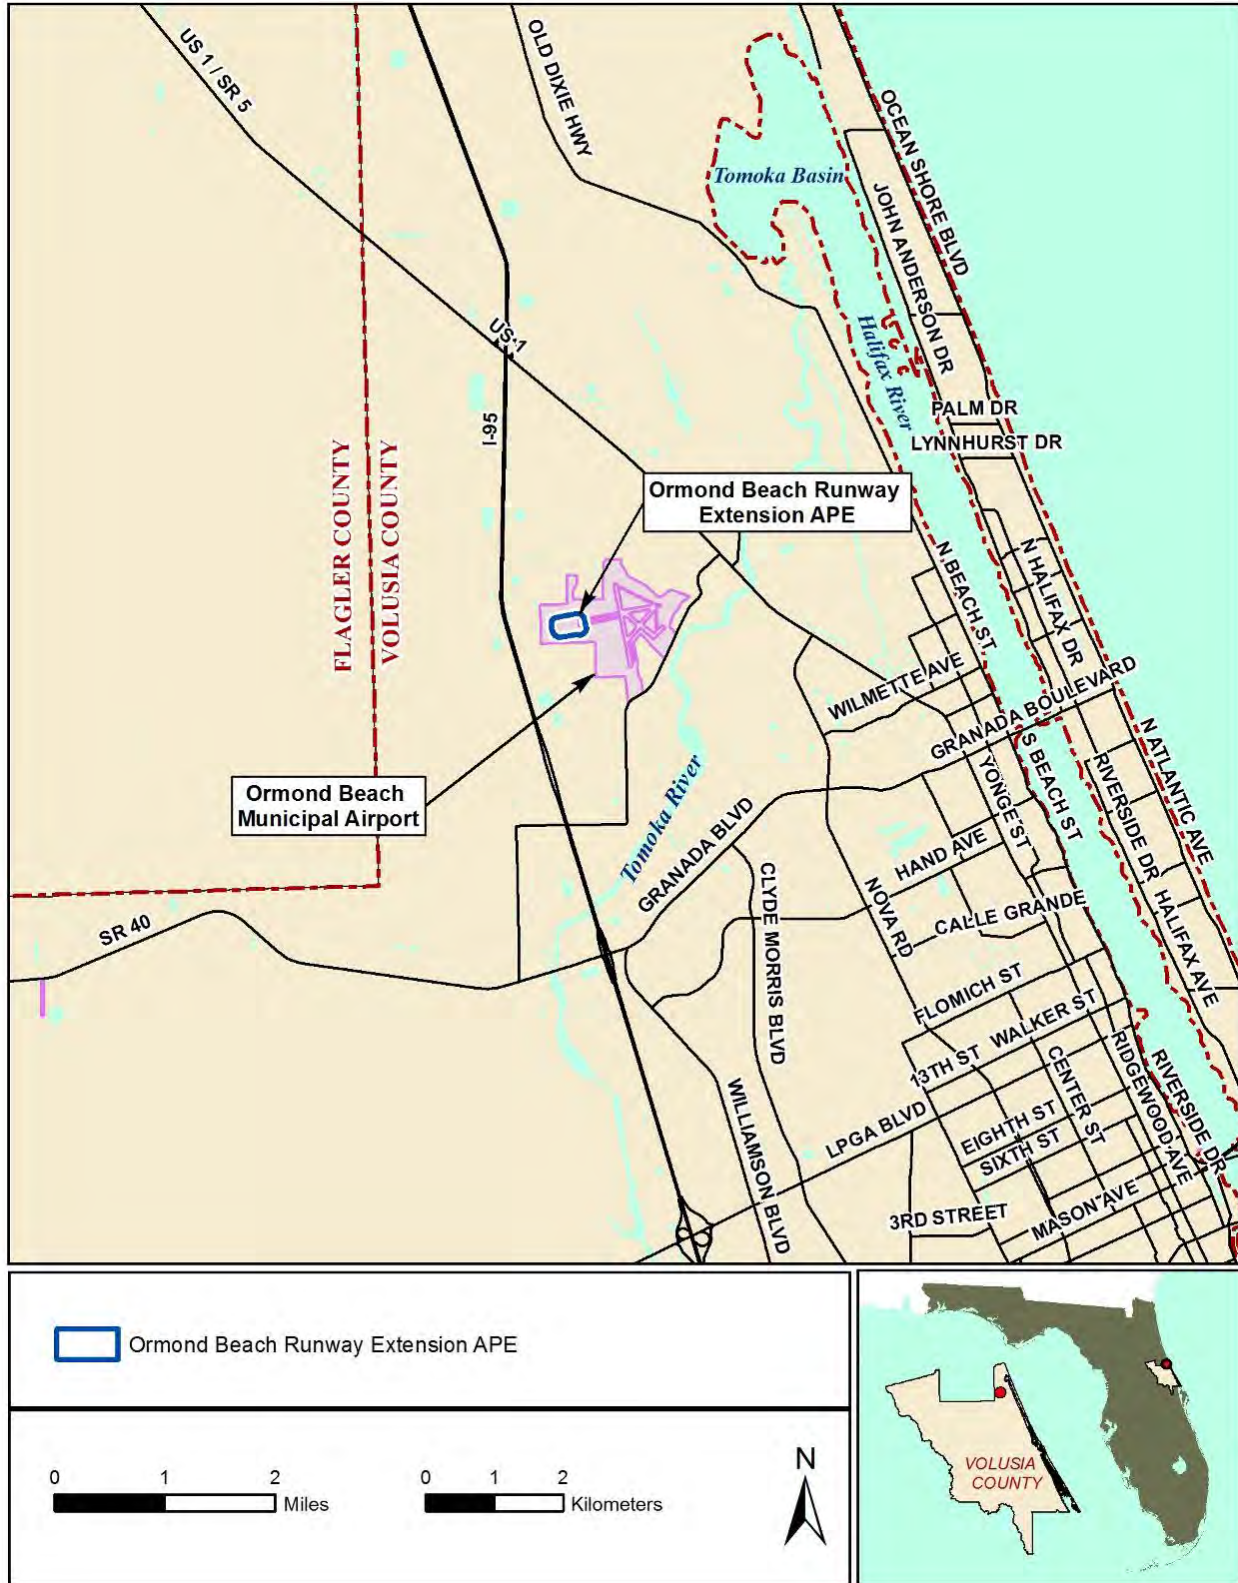 US 1 / SR 5
OLD DIXIE HWY
OCEAN SHORE BLVD
Tomoka Basin
JOHN ANDERSON DR
US 1
Halifax River
I-95
PALM DR
LYNNHURST DR
FLAGLER COUNTY
VOLUSIA COUNTY
Ormond Beach Runway
Extension APE
N BEACH ST
N HALIFAX DR
WILMETTE AVE
GRANADA BOULEVARD
N ATLANTIC AVE
S BEACH ST
YONGE ST
RIVERSIDE DR
Ormond Beach
Municipal Airport
Tomoka River
GRANADA BLVD
HAND AVE
CLYDE MORRIS BLVD
NOVA RD
CALLE GRANDE
HALIFAX AVE
SR 40
FLOMICH ST
WALKER ST
13TH ST
CENTER ST
RIDGEWOOD AVE
RIVERSIDE DR
WILLIAMSON BLVD
LPGA BLVD
EIGHTH ST
SIXTH ST
MASON AVE
3RD STREET
Ormond Beach Runway Extension APE
0 1 2
Miles
0 1 2
Kilometers
N
VOLUSIA
COUNTY